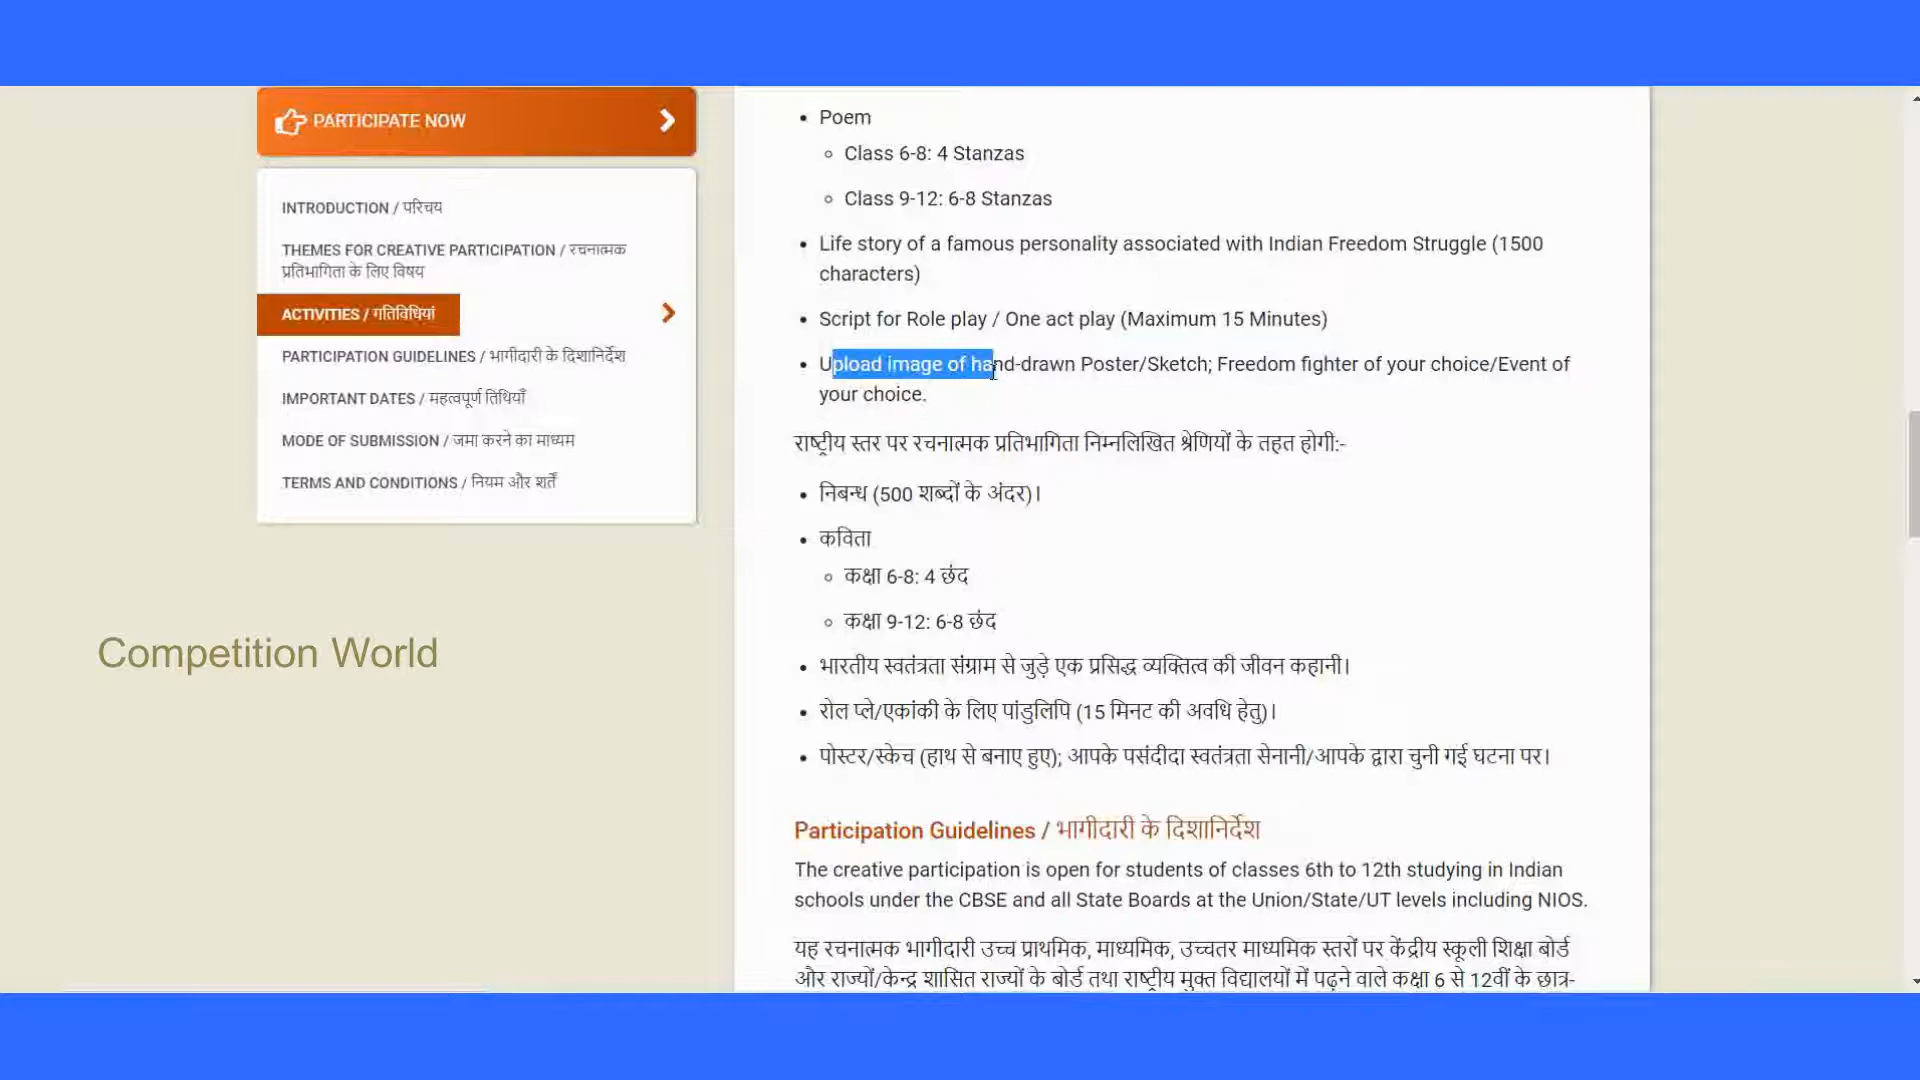 PARTICIPATE NOW
INTRODUCTION / परिचय
THEMES FOR CREATIVE PARTICIPATION / रचनात्मक
प्रतिभागिता के लिए विषय
ACTIVITIES / गतिविधियां
PARTICIPATION GUIDELINES / भागीदारी के दिशानिर्देश
IMPORTANT DATES / महत्वपूर्ण तिथियाँ
MODE OF SUBMISSION / जमा करने का माध्यम
TERMS AND CONDITIONS / नियम और शर्तें
Competition World
• Poem
◦ Class 6-8: 4 Stanzas
◦ Class 9-12: 6-8 Stanzas
• Life story of a famous personality associated with Indian Freedom Struggle (1500
characters)
• Script for Role play / One act play (Maximum 15 Minutes)
• Upload image of hand-drawn Poster/Sketch; Freedom fighter of your choice/Event of
your choice.
राष्ट्रीय स्तर पर रचनात्मक प्रतिभागिता निम्नलिखित श्रेणियों के तहत होगी:-
• निबन्ध (500 शब्दों के अंदर)।
• कविता
◦ कक्षा 6-8: 4 छंद
◦ कक्षा 9-12: 6-8 छंद
• भारतीय स्वतंत्रता संग्राम से जुड़े एक प्रसिद्ध व्यक्तित्व की जीवन कहानी।
• रोल प्ले/एकांकी के लिए पांडुलिपि (15 मिनट की अवधि हेतु)।
• पोस्टर/स्केच (हाथ से बनाए हुए); आपके पसंदीदा स्वतंत्रता सेनानी/आपके द्वारा चुनी गई घटना पर।
Participation Guidelines / भागीदारी के दिशानिर्देश
The creative participation is open for students of classes 6th to 12th studying in Indian
schools under the CBSE and all State Boards at the Union/State/UT levels including NIOS.
यह रचनात्मक भागीदारी उच्च प्राथमिक, माध्यमिक, उच्चतर माध्यमिक स्तरों पर केंद्रीय स्कूली शिक्षा बोर्ड
और राज्यों/केन्द्र शासित राज्यों के बोर्ड तथा राष्ट्रीय मुक्त विद्यालयों में पढ़ने वाले कक्षा 6 से 12वीं के छात्र-